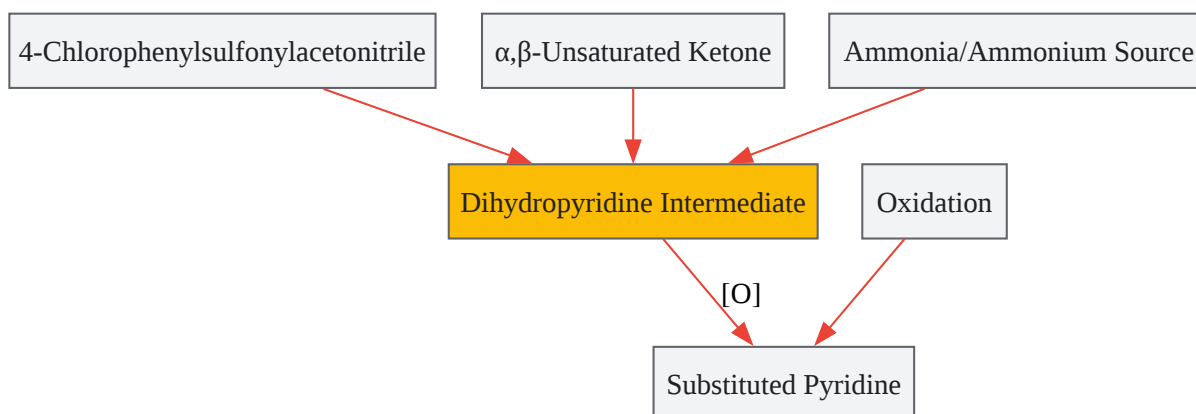 4-Chlorophenylsulfonylacetonitrile
α,β-Unsaturated Ketone
Ammonia/Ammonium Source
Dihydropyridine Intermediate
Oxidation
[O]
Substituted Pyridine